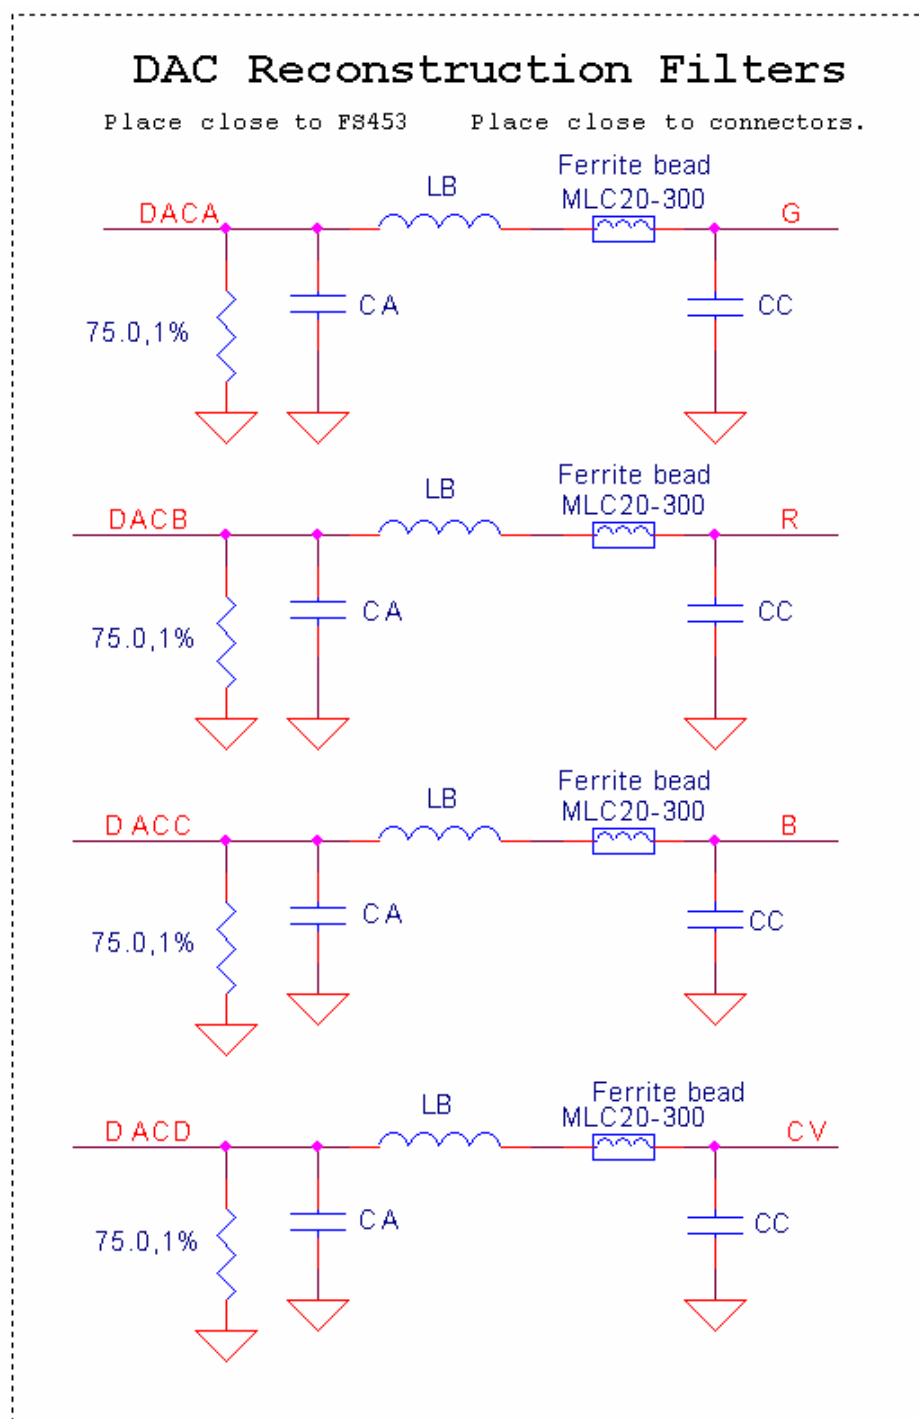 DAC Reconstruction Filters
Place close to FS453 Place close to connectors.
Ferrite bead
LB
MLC20-300
DACA
G
CA
CC
75.0,1%
Ferrite bead
LB
MLC20-300
DACB
R
CA
CC
75.0,1%
Ferrite bead
LB
MLC20-300
DACC
B
CA
CC
75.0,1%
Ferrite bead
LB
MLC20-300
DACD
CV
CA
CC
75.0,1%